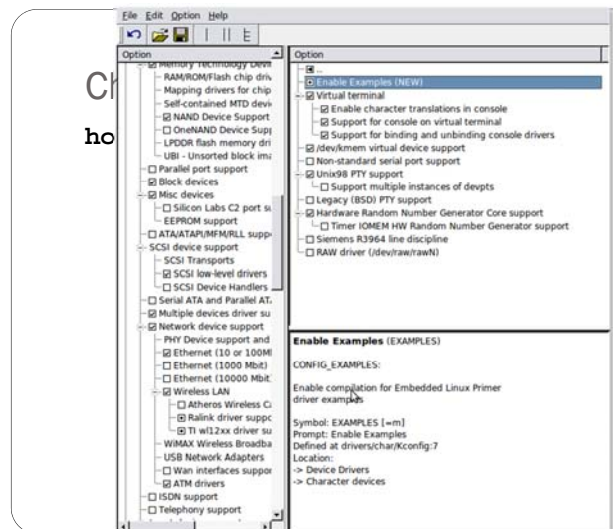 File Edit Option Help
Option
Memory Technology Devi
RAM/ROM/Flash chip driv
Mapping drivers for chip
Self-contained MTD devi
NAND Device Support
OneNAND Device Supp
LPDDR flash memory dri
UBI - Unsorted block ima
Parallel port support
Block devices
Misc devices
Silicon Labs C2 port su
EEPROM support
ATA/ATAPI/MFM/RLL suppo
SCSI device support
SCSI Transports
SCSI low-level drivers
SCSI Device Handlers
Serial ATA and Parallel AT
Multiple devices driver su
Network device support
PHY Device support and
Ethernet (10 or 100M
Ethernet (1000 Mbit)
Ethernet (10000 Mbit
Wireless LAN
Atheros Wireless Ca
Ralink driver suppo
TI wl12xx driver su
WiMAX Wireless Broadba
USB Network Adapters
Wan interfaces suppor
ATM drivers
ISDN support
Telephony support
Ch
ho
Option
..
Enable Examples (NEW)
Virtual terminal
Enable character translations in console
Support for console on virtual terminal
Support for binding and unbinding console drivers
/dev/kmem virtual device support
Non-standard serial port support
Unix98 PTY support
Support multiple instances of devpts
Legacy (BSD) PTY support
Hardware Random Number Generator Core support
Timer IOMEM HW Random Number Generator support
Siemens R3964 line discipline
RAW driver (/dev/raw/rawN)
Enable Examples (EXAMPLES)
CONFIG_EXAMPLES:
Enable compilation for Embedded Linux Primer
driver examples
Symbol: EXAMPLES [=m]
Prompt: Enable Examples
Defined at drivers/char/Kconfig:7
Location:
-> Device Drivers
-> Character devices